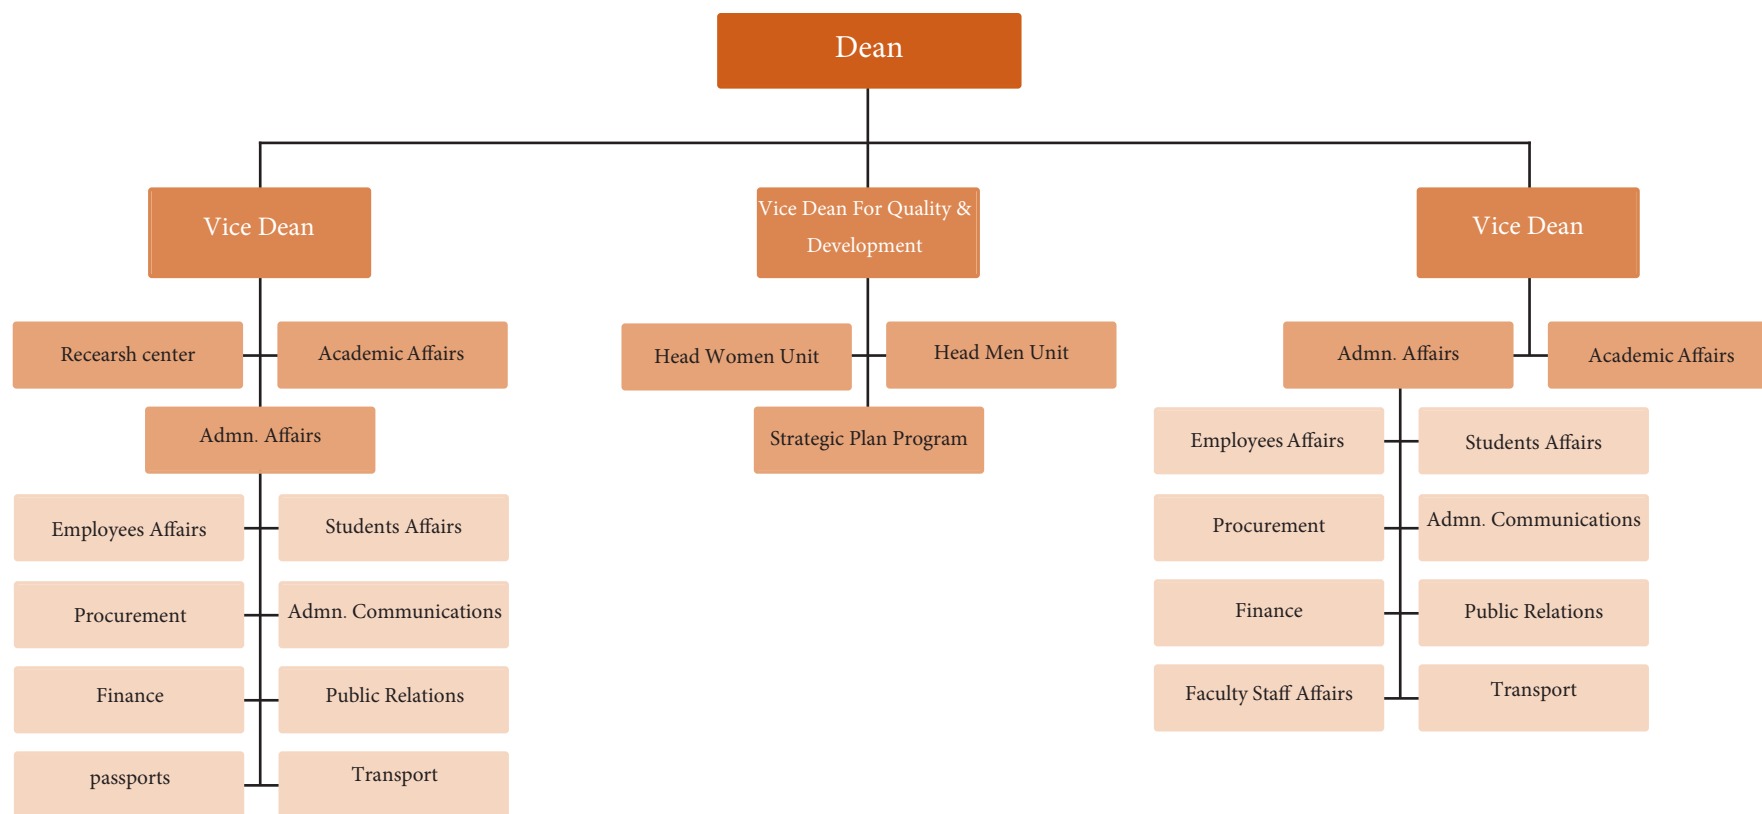 Dean
Vice Dean
Vice Dean For Quality &
Development
Vice Dean
Recearsh center
Academic Affairs
Head Women Unit
Head Men Unit
Admn. Affairs
Academic Affairs
Admn. Affairs
Strategic Plan Program
Employees Affairs
Students Affairs
Employees Affairs
Students Affairs
Procurement
Admn. Communications
Procurement
Admn. Communications
Finance
Public Relations
Finance
Public Relations
passports
Transport
Faculty Staff Affairs
Transport